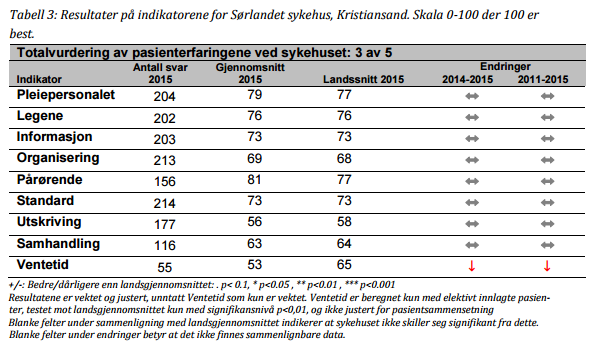 Tabell 3: Resultater på indikatorene for Sørlandet sykehus, Kristiansand. Skala 0-100 der 100 er
best.
Totalvurdering av pasienterfaringene ved sykehuset: 3 av 5
Indikator Antall svar 2015 Gjennomsnitt 2015 Landssnitt 2015 Endringer 2014-2015 2011-2015
Pleiepersonalet 204 79 77 ⇔ ⇔
Legene 202 76 76 ⇔ ⇔
Informasjon 203 73 73 ⇔ ⇔
Organisering 213 69 68 ⇔ ⇔
Pårørende 156 81 77 ⇔ ⇔
Standard 214 73 73 ⇔ ⇔
Utskriving 177 56 58 ⇔ ⇔
Samhandling 116 63 64 ⇔ ⇔
Ventetid 55 53 65 ↓ ↓
+/-: Bedre/dårligere enn landsgjennomsnittet: . p< 0.1, * p<0.05 , ** p<0.01 , *** p<0.001
Resultatene er vektet og justert, unntatt Ventetid som kun er vektet. Ventetid er beregnet kun med elektivt innlagte pasien-
ter, testet mot landsgjennomsnittet kun med signifikansnivå p<0,01, og ikke justert for pasientsammensetning
Blanke felter under sammenligning med landsgjennomsnittet indikerer at sykehuset ikke skiller seg signifikant fra dette.
Blanke felter under endringer betyr at det ikke finnes sammenlignbare data.